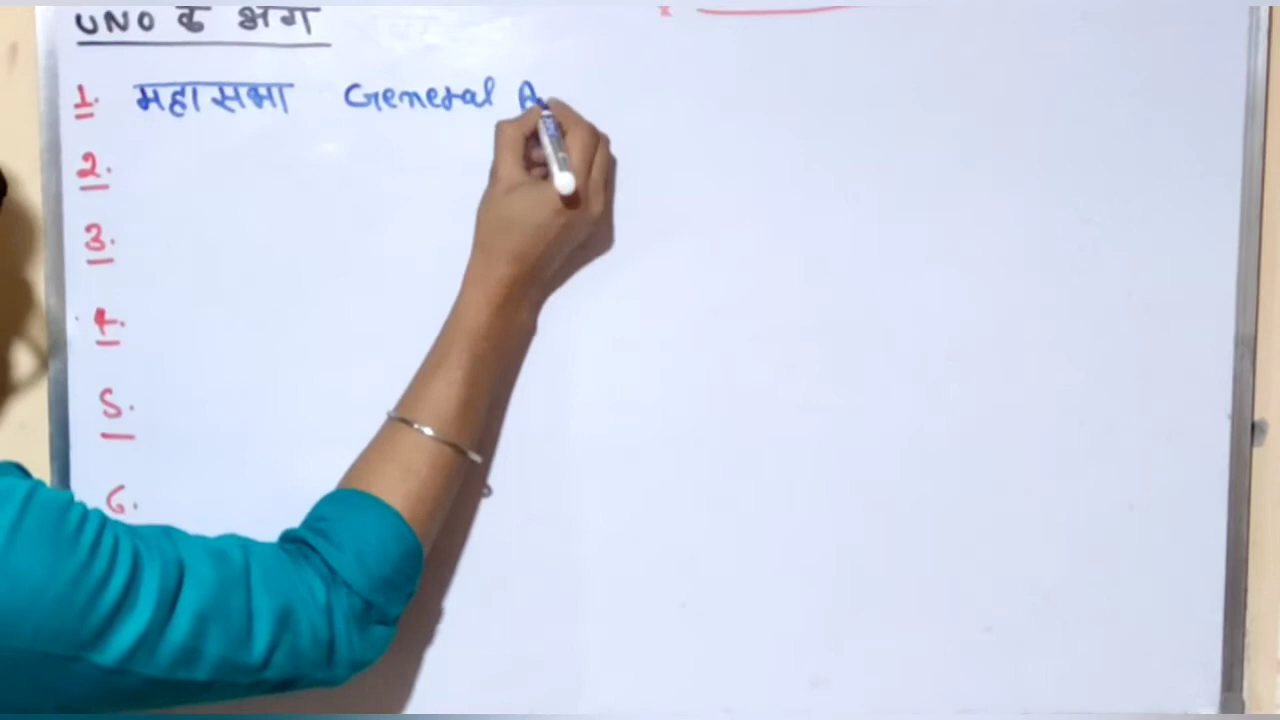 UNO के अंग
1. महासभा General A
2.
3.
4.
5.
6.